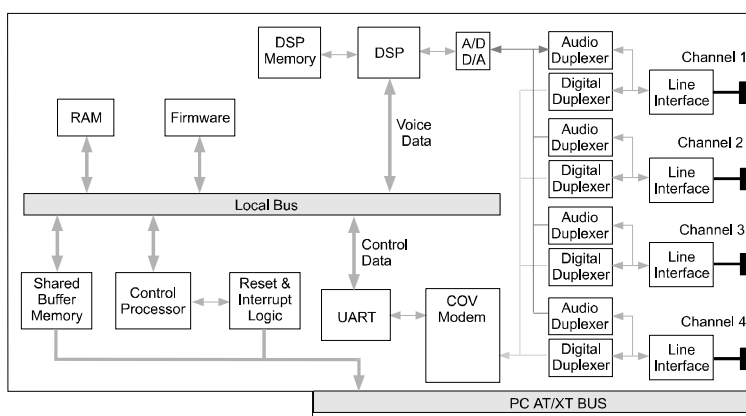 DSP
Memory
DSP
A/D
D/A
Audio
Duplexer
Channel 1
Digital
Duplexer
Line
Interface
RAM
Firmware
Voice
Data
Audio
Duplexer
Channel 2
Digital
Duplexer
Line
Interface
Local Bus
Audio
Duplexer
Channel 3
Digital
Duplexer
Line
Interface
Control
Data
Shared
Buffer
Memory
Control
Processor
Reset &
Interrupt
Logic
UART
COV
Modem
Audio
Duplexer
Channel 4
Digital
Duplexer
Line
Interface
PC AT/XT BUS